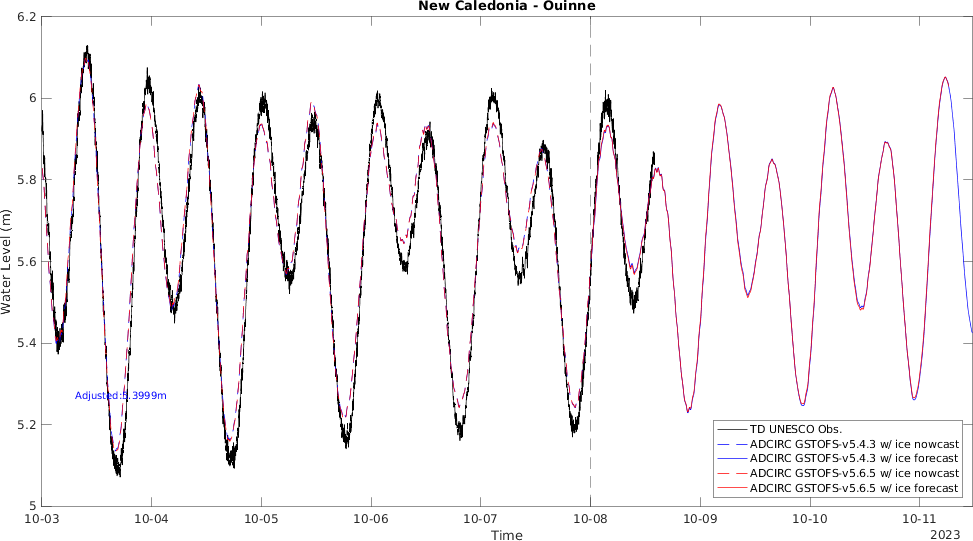 New Caledonia - Ouinne
6.2
6
5.8
5.6
5.4
5.2
5
Water Level (m)
Adjusted:5.3999m
TD UNESCO Obs.
ADCIRC GSTOFS-v5.4.3 w/ ice nowcast
ADCIRC GSTOFS-v5.4.3 w/ ice forecast
ADCIRC GSTOFS-v5.6.5 w/ ice nowcast
ADCIRC GSTOFS-v5.6.5 w/ ice forecast
10-03 10-04 10-05 10-06 10-07 10-08 10-09 10-10 10-11
Time
2023